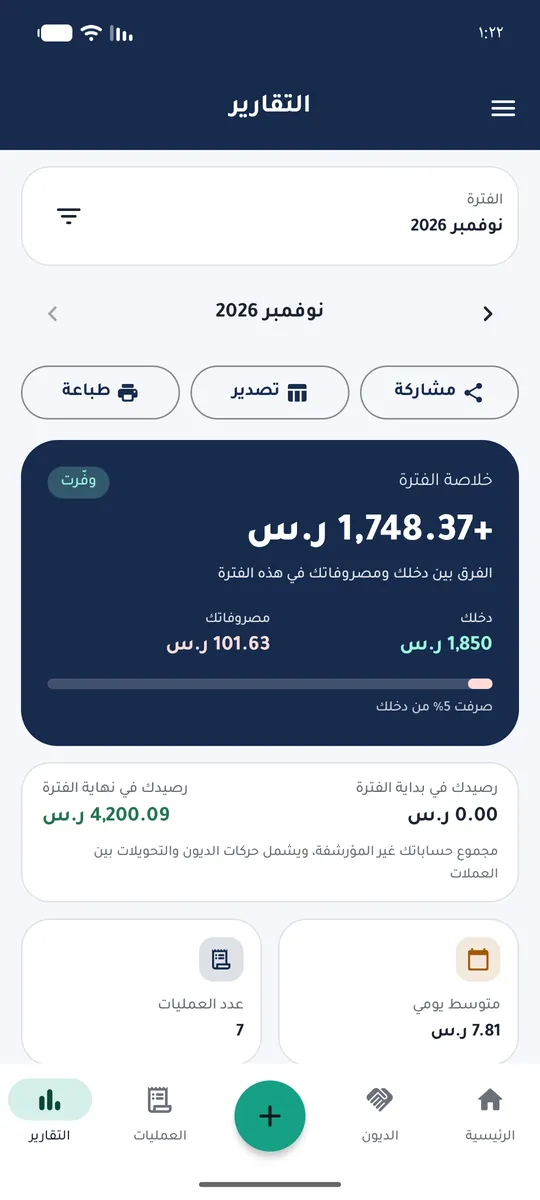 ١:٢٢
التقارير
الفترة
نوفمبر 2026
نوفمبر 2026
مشاركة
تصدير
طباعة
خلاصة الفترة
وفّرت
+1,748.37 ر.س
الفرق بين دخلك ومصروفاتك في هذه الفترة
دخلك
مصروفاتك
1,850 ر.س
101.63 ر.س
صرفت 5% من دخلك
رصيدك في بداية الفترة
رصيدك في نهاية الفترة
0.00 ر.س
4,200.09 ر.س
مجموع حساباتك غير المؤرشفة، ويشمل حركات الديون والتحويلات بين
العملات
متوسط يومي
عدد العمليات
7.81 ر.س
7
الرئيسية
الديون
العمليات
التقارير